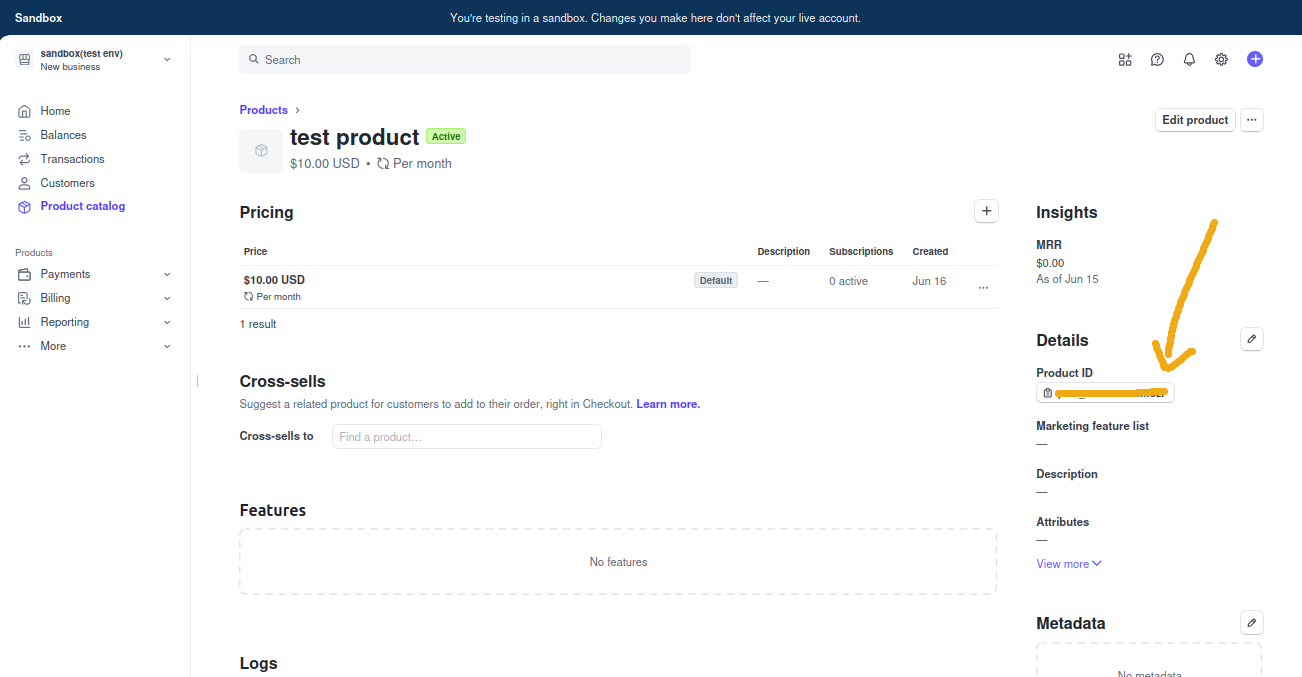 Sandbox
You're testing in a sandbox. Changes you make here don't affect your live account.
sandbox(test env)
New business
Search
Home
Balances
Transactions
Customers
Product catalog
Products
Payments
Billing
Reporting
More
Products
test product Active
$10.00 USD • Per month
Edit product
Pricing
Price Description Subscriptions Created
$10.00 USD Default — 0 active Jun 16
Per month
1 result
Cross-sells
Suggest a related product for customers to add to their order, right in Checkout. Learn more.
Cross-sells to Find a product…
Features
No features
Logs
Insights
MRR
$0.00
As of Jun 15
Details
Product ID
Marketing feature list
—
Description
—
Attributes
—
View more
Metadata
No metadata